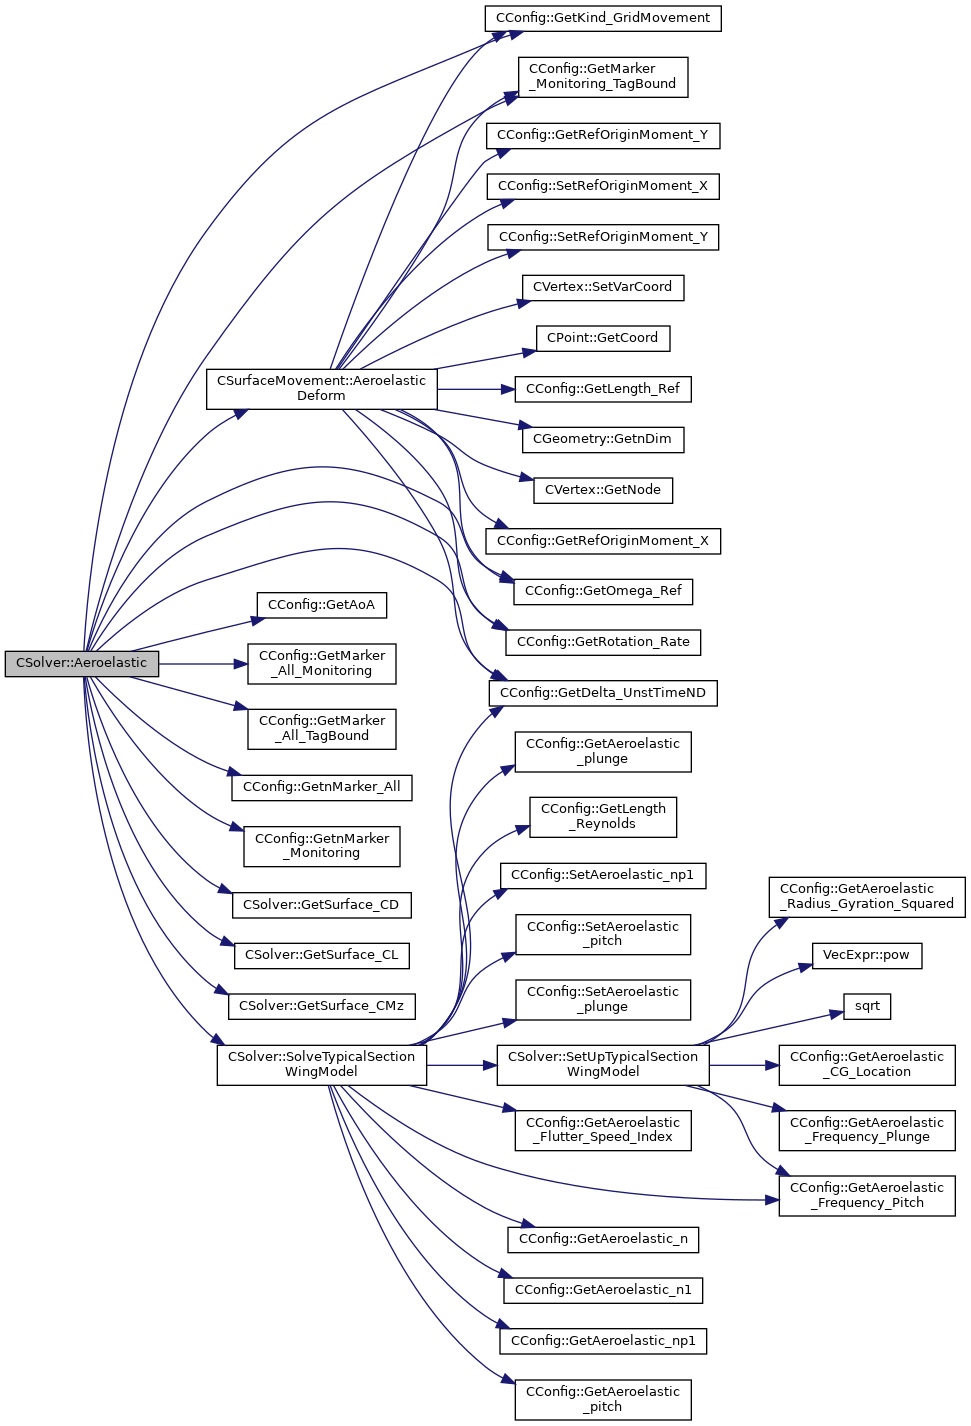 CConfig::GetKind_GridMovement
CConfig::GetMarker
_Monitoring_TagBound
CConfig::GetRefOriginMoment_Y
CConfig::SetRefOriginMoment_X
CConfig::SetRefOriginMoment_Y
CVertex::SetVarCoord
CPoint::GetCoord
CSurfaceMovement::Aeroelastic
Deform
CConfig::GetLength_Ref
CGeometry::GetnDim
CVertex::GetNode
CConfig::GetRefOriginMoment_X
CConfig::GetOmega_Ref
CConfig::GetAoA
CConfig::GetRotation_Rate
CSolver::Aeroelastic
CConfig::GetMarker
_All_Monitoring
CConfig::GetDelta_UnstTimeND
CConfig::GetMarker
_All_TagBound
CConfig::GetAeroelastic
_plunge
CConfig::GetnMarker_All
CConfig::GetLength
_Reynolds
CConfig::GetnMarker
_Monitoring
CConfig::SetAeroelastic_np1
CConfig::GetAeroelastic
_Radius_Gyration_Squared
CSolver::GetSurface_CD
CConfig::SetAeroelastic
_pitch
CSolver::GetSurface_CL
VecExpr::pow
CConfig::SetAeroelastic
_plunge
CSolver::GetSurface_CMz
sqrt
CSolver::SolveTypicalSection
WingModel
CSolver::SetUpTypicalSection
WingModel
CConfig::GetAeroelastic
_CG_Location
CConfig::GetAeroelastic
_Flutter_Speed_Index
CConfig::GetAeroelastic
_Frequency_Plunge
CConfig::GetAeroelastic
_Frequency_Pitch
CConfig::GetAeroelastic_n
CConfig::GetAeroelastic_n1
CConfig::GetAeroelastic_np1
CConfig::GetAeroelastic
_pitch